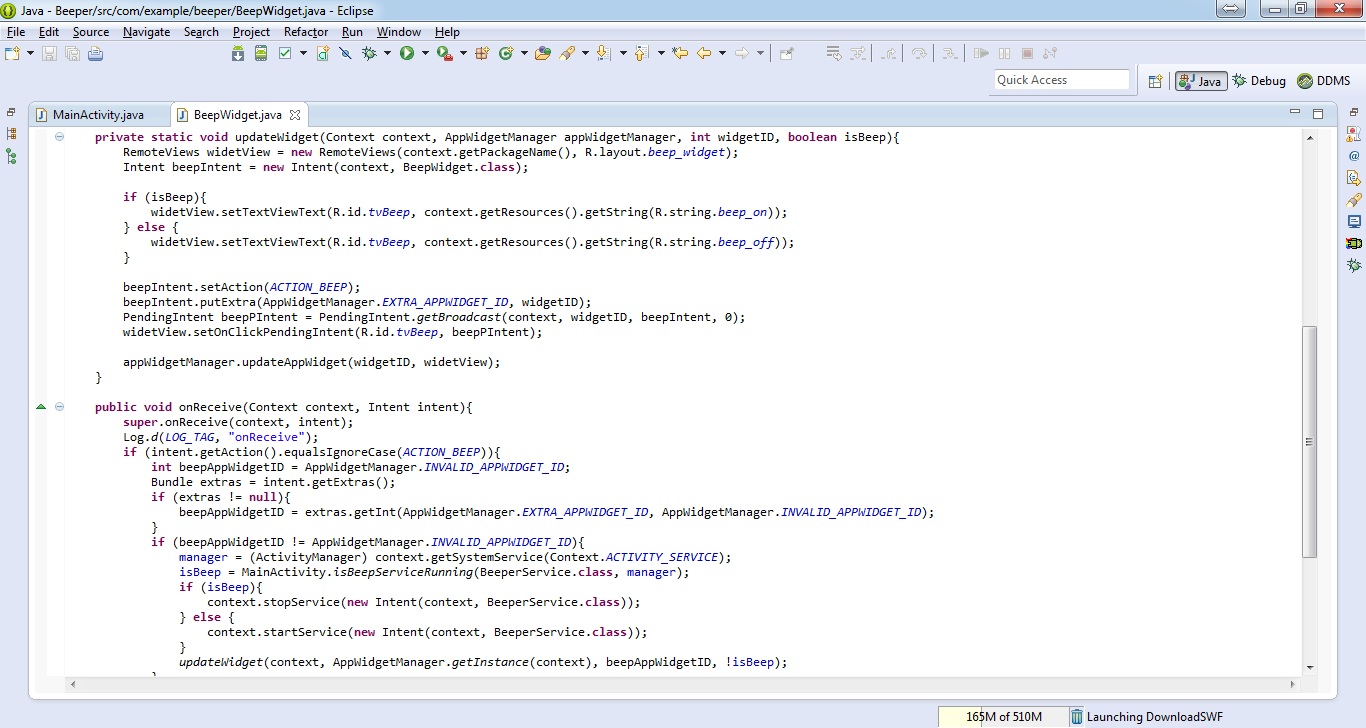 Java - Beeper/src/com/example/beeper/BeepWidget.java - Eclipse
File Edit Source Navigate Search Project Refactor Run Window Help
Quick Access
Java
Debug
DDMS
MainActivity.java
BeepWidget.java
private static void updateWidget(Context context, AppWidgetManager appWidgetManager, int widgetID, boolean isBeep){
RemoteViews widetView = new RemoteViews(context.getPackageName(), R.layout.beep_widget);
Intent beepIntent = new Intent(context, BeepWidget.class);
if (isBeep){
widetView.setTextViewText(R.id.tvBeep, context.getResources().getString(R.string.beep_on));
} else {
widetView.setTextViewText(R.id.tvBeep, context.getResources().getString(R.string.beep_off));
}
beepIntent.setAction(ACTION_BEEP);
beepIntent.putExtra(AppWidgetManager.EXTRA_APPWIDGET_ID, widgetID);
PendingIntent beepPIntent = PendingIntent.getBroadcast(context, widgetID, beepIntent, 0);
widetView.setOnClickPendingIntent(R.id.tvBeep, beepPIntent);
appWidgetManager.updateAppWidget(widgetID, widetView);
}
public void onReceive(Context context, Intent intent){
super.onReceive(context, intent);
Log.d(LOG_TAG, "onReceive");
if (intent.getAction().equalsIgnoreCase(ACTION_BEEP)){
int beepAppWidgetID = AppWidgetManager.INVALID_APPWIDGET_ID;
Bundle extras = intent.getExtras();
if (extras != null){
beepAppWidgetID = extras.getInt(AppWidgetManager.EXTRA_APPWIDGET_ID, AppWidgetManager.INVALID_APPWIDGET_ID);
}
if (beepAppWidgetID != AppWidgetManager.INVALID_APPWIDGET_ID){
manager = (ActivityManager) context.getSystemService(Context.ACTIVITY_SERVICE);
isBeep = MainActivity.isBeepServiceRunning(BeeperService.class, manager);
if (isBeep){
context.stopService(new Intent(context, BeeperService.class));
} else {
context.startService(new Intent(context, BeeperService.class));
}
updateWidget(context, AppWidgetManager.getInstance(context), beepAppWidgetID, !isBeep);
165M of 510M
Launching DownloadSWF